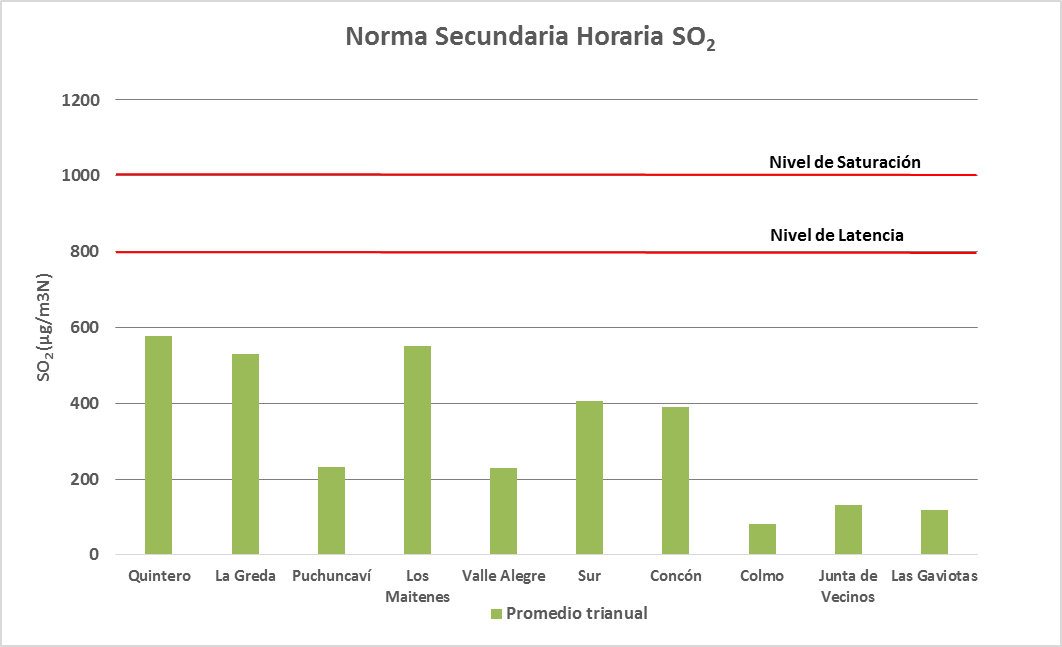 Norma Secundaria Horaria SO₂
1200
Nivel de Saturación
1000
Nivel de Latencia
800
SO₂ (µg/m3N)
600
400
200
0
Quintero
La Greda
Puchuncaví
Los
Maitenes
Valle Alegre
Sur
Concón
Colmo
Junta de
Vecinos
Las Gaviotas
Promedio trianual